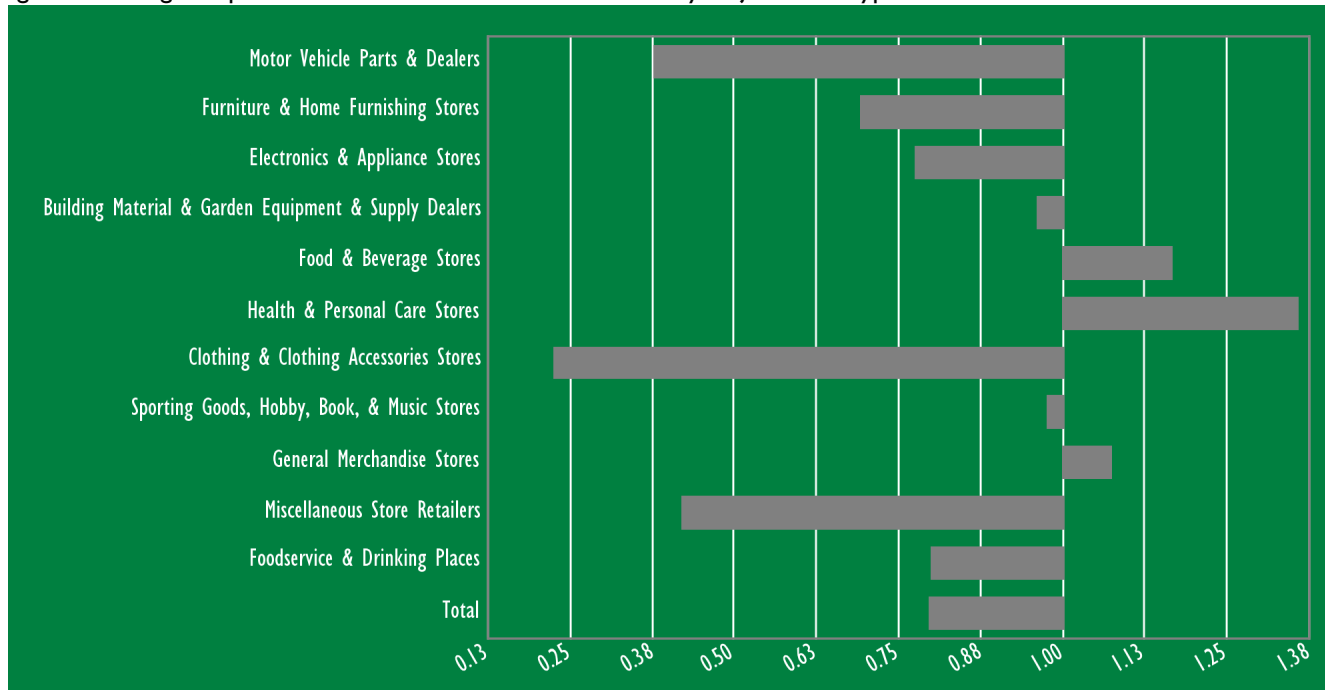 Motor Vehicle Parts & Dealers
Furniture & Home Furnishing Stores
Electronics & Appliance Stores
Building Material & Garden Equipment & Supply Dealers
Food & Beverage Stores
Health & Personal Care Stores
Clothing & Clothing Accessories Stores
Sporting Goods, Hobby, Book, & Music Stores
General Merchandise Stores
Miscellaneous Store Retailers
Foodservice & Drinking Places
Total
0.13 0.25 0.38 0.50 0.63 0.75 0.88 1.00 1.13 1.25 1.38